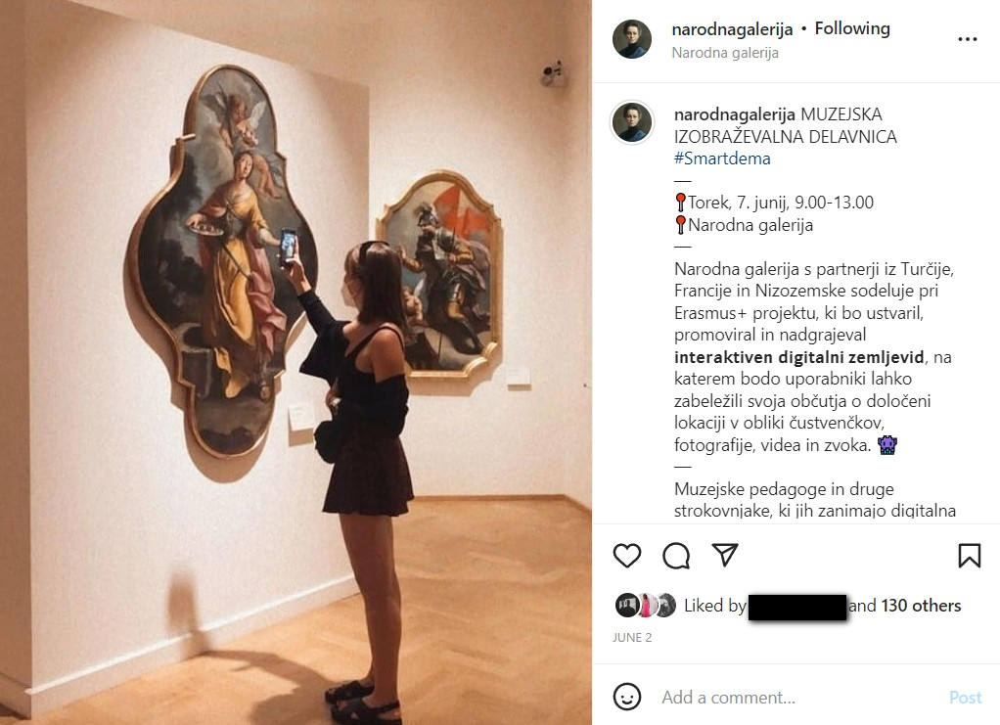 narodnagalerija • Following
Narodna galerija
narodnagalerija MUZEJSKA
IZOBRAŽEVALNA DELAVNICA
#Smartdema
—
Torek, 7. junij, 9.00-13.00
Narodna galerija
—
Narodna galerija s partnerji iz Turčije,
Francije in Nizozemske sodeluje pri
Erasmus+ projektu, ki bo ustvaril,
promoviral in nadgrajeval
interaktiven digitalni zemljevid, na
katerem bodo uporabniki lahko
zabeležili svoja občutja o določeni
lokaciji v obliki čustvenčkov,
fotografije, videa in zvoka.
—
Muzejske pedagoge in druge
strokovnjake, ki jih zanimajo digitalna
Liked by and 130 others
JUNE 2
Add a comment...
Post